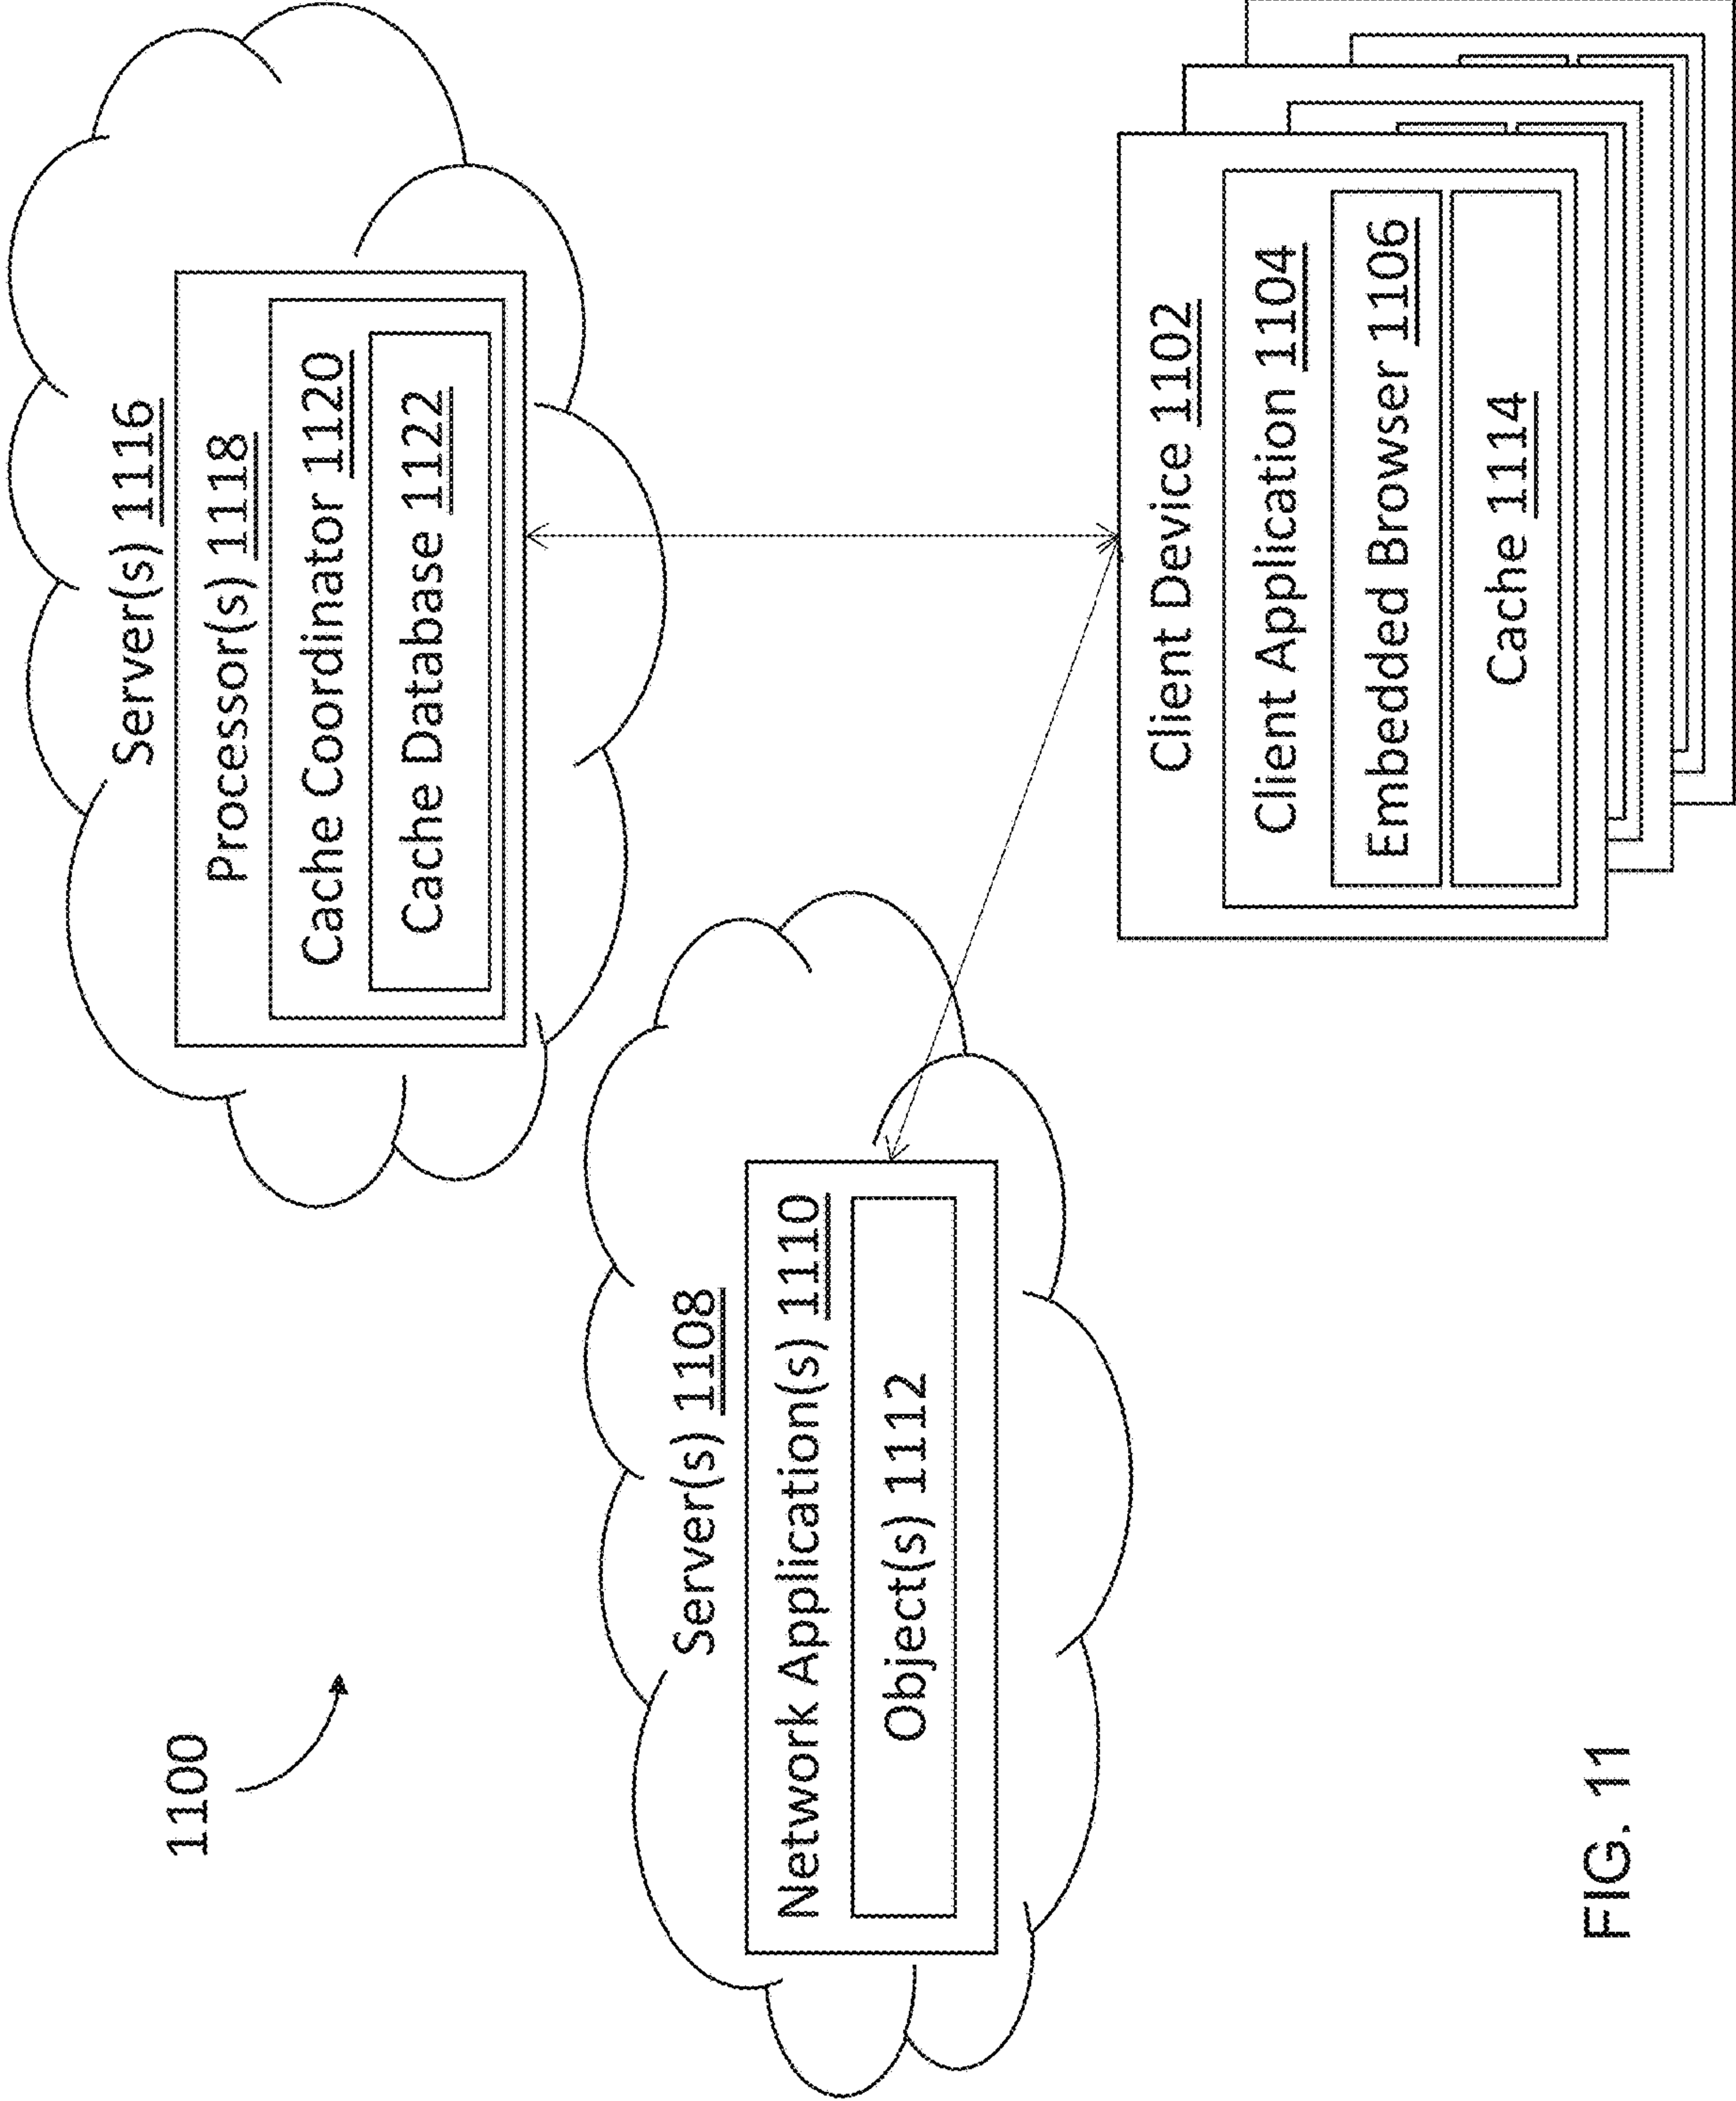 1100
Server(s) 1108
Network Application(s) 1110
Object(s) 1112
Server(s) 1116
Processor(s) 1118
Cache Coordinator 1120
Cache Database 1122
Client Device 1102
Client Application 1104
Embedded Browser 1106
Cache 1114
FIG. 11